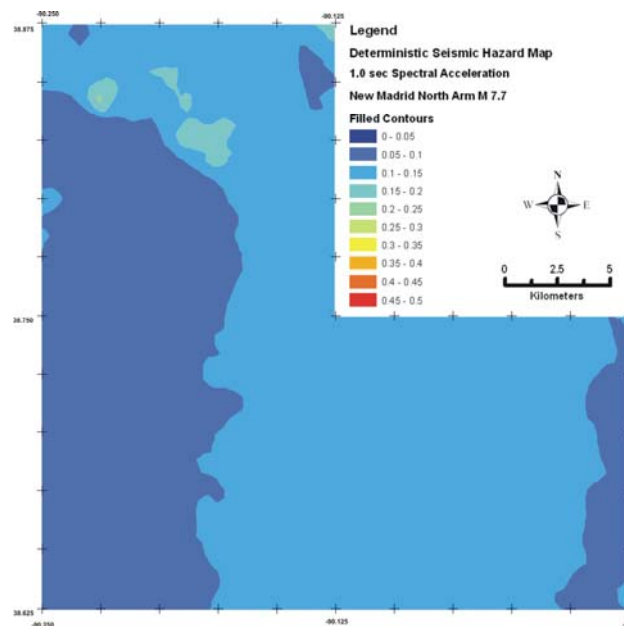 -90.250
-90.125
38.875
Legend
Deterministic Seismic Hazard Map
1.0 sec Spectral Acceleration
New Madrid North Arm M 7.7
Filled Contours
0 - 0.05
0.05 - 0.1
0.1 - 0.15
0.15 - 0.2
0.2 - 0.25
0.25 - 0.3
0.3 - 0.35
0.35 - 0.4
0.4 - 0.45
0.45 - 0.5
N
W E
S
0 2.5 5
Kilometers
38.750
38.625
-90.250
-90.125